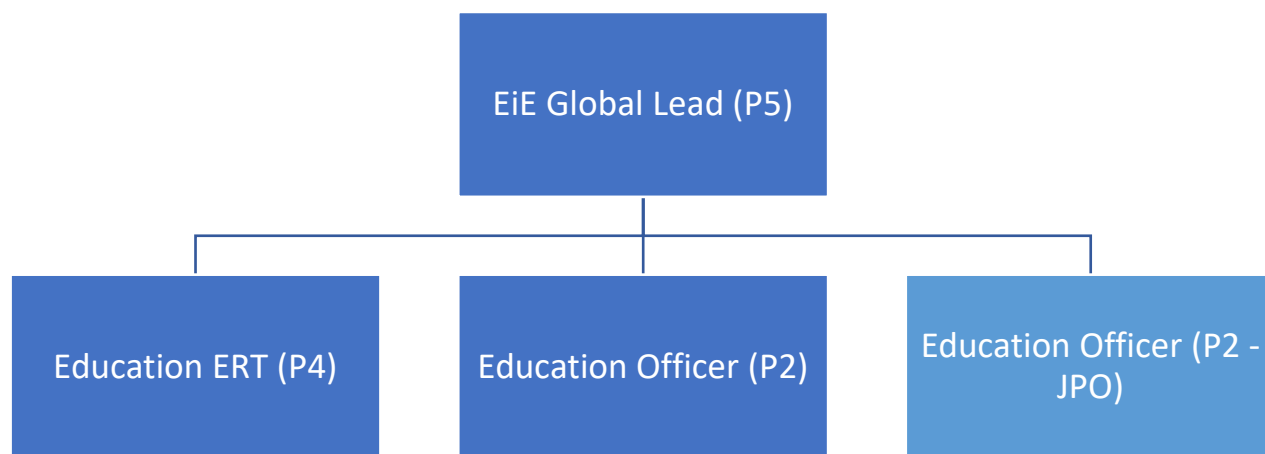 EiE Global Lead (P5)
Education ERT (P4)
Education Officer (P2)
Education Officer (P2 -
JPO)